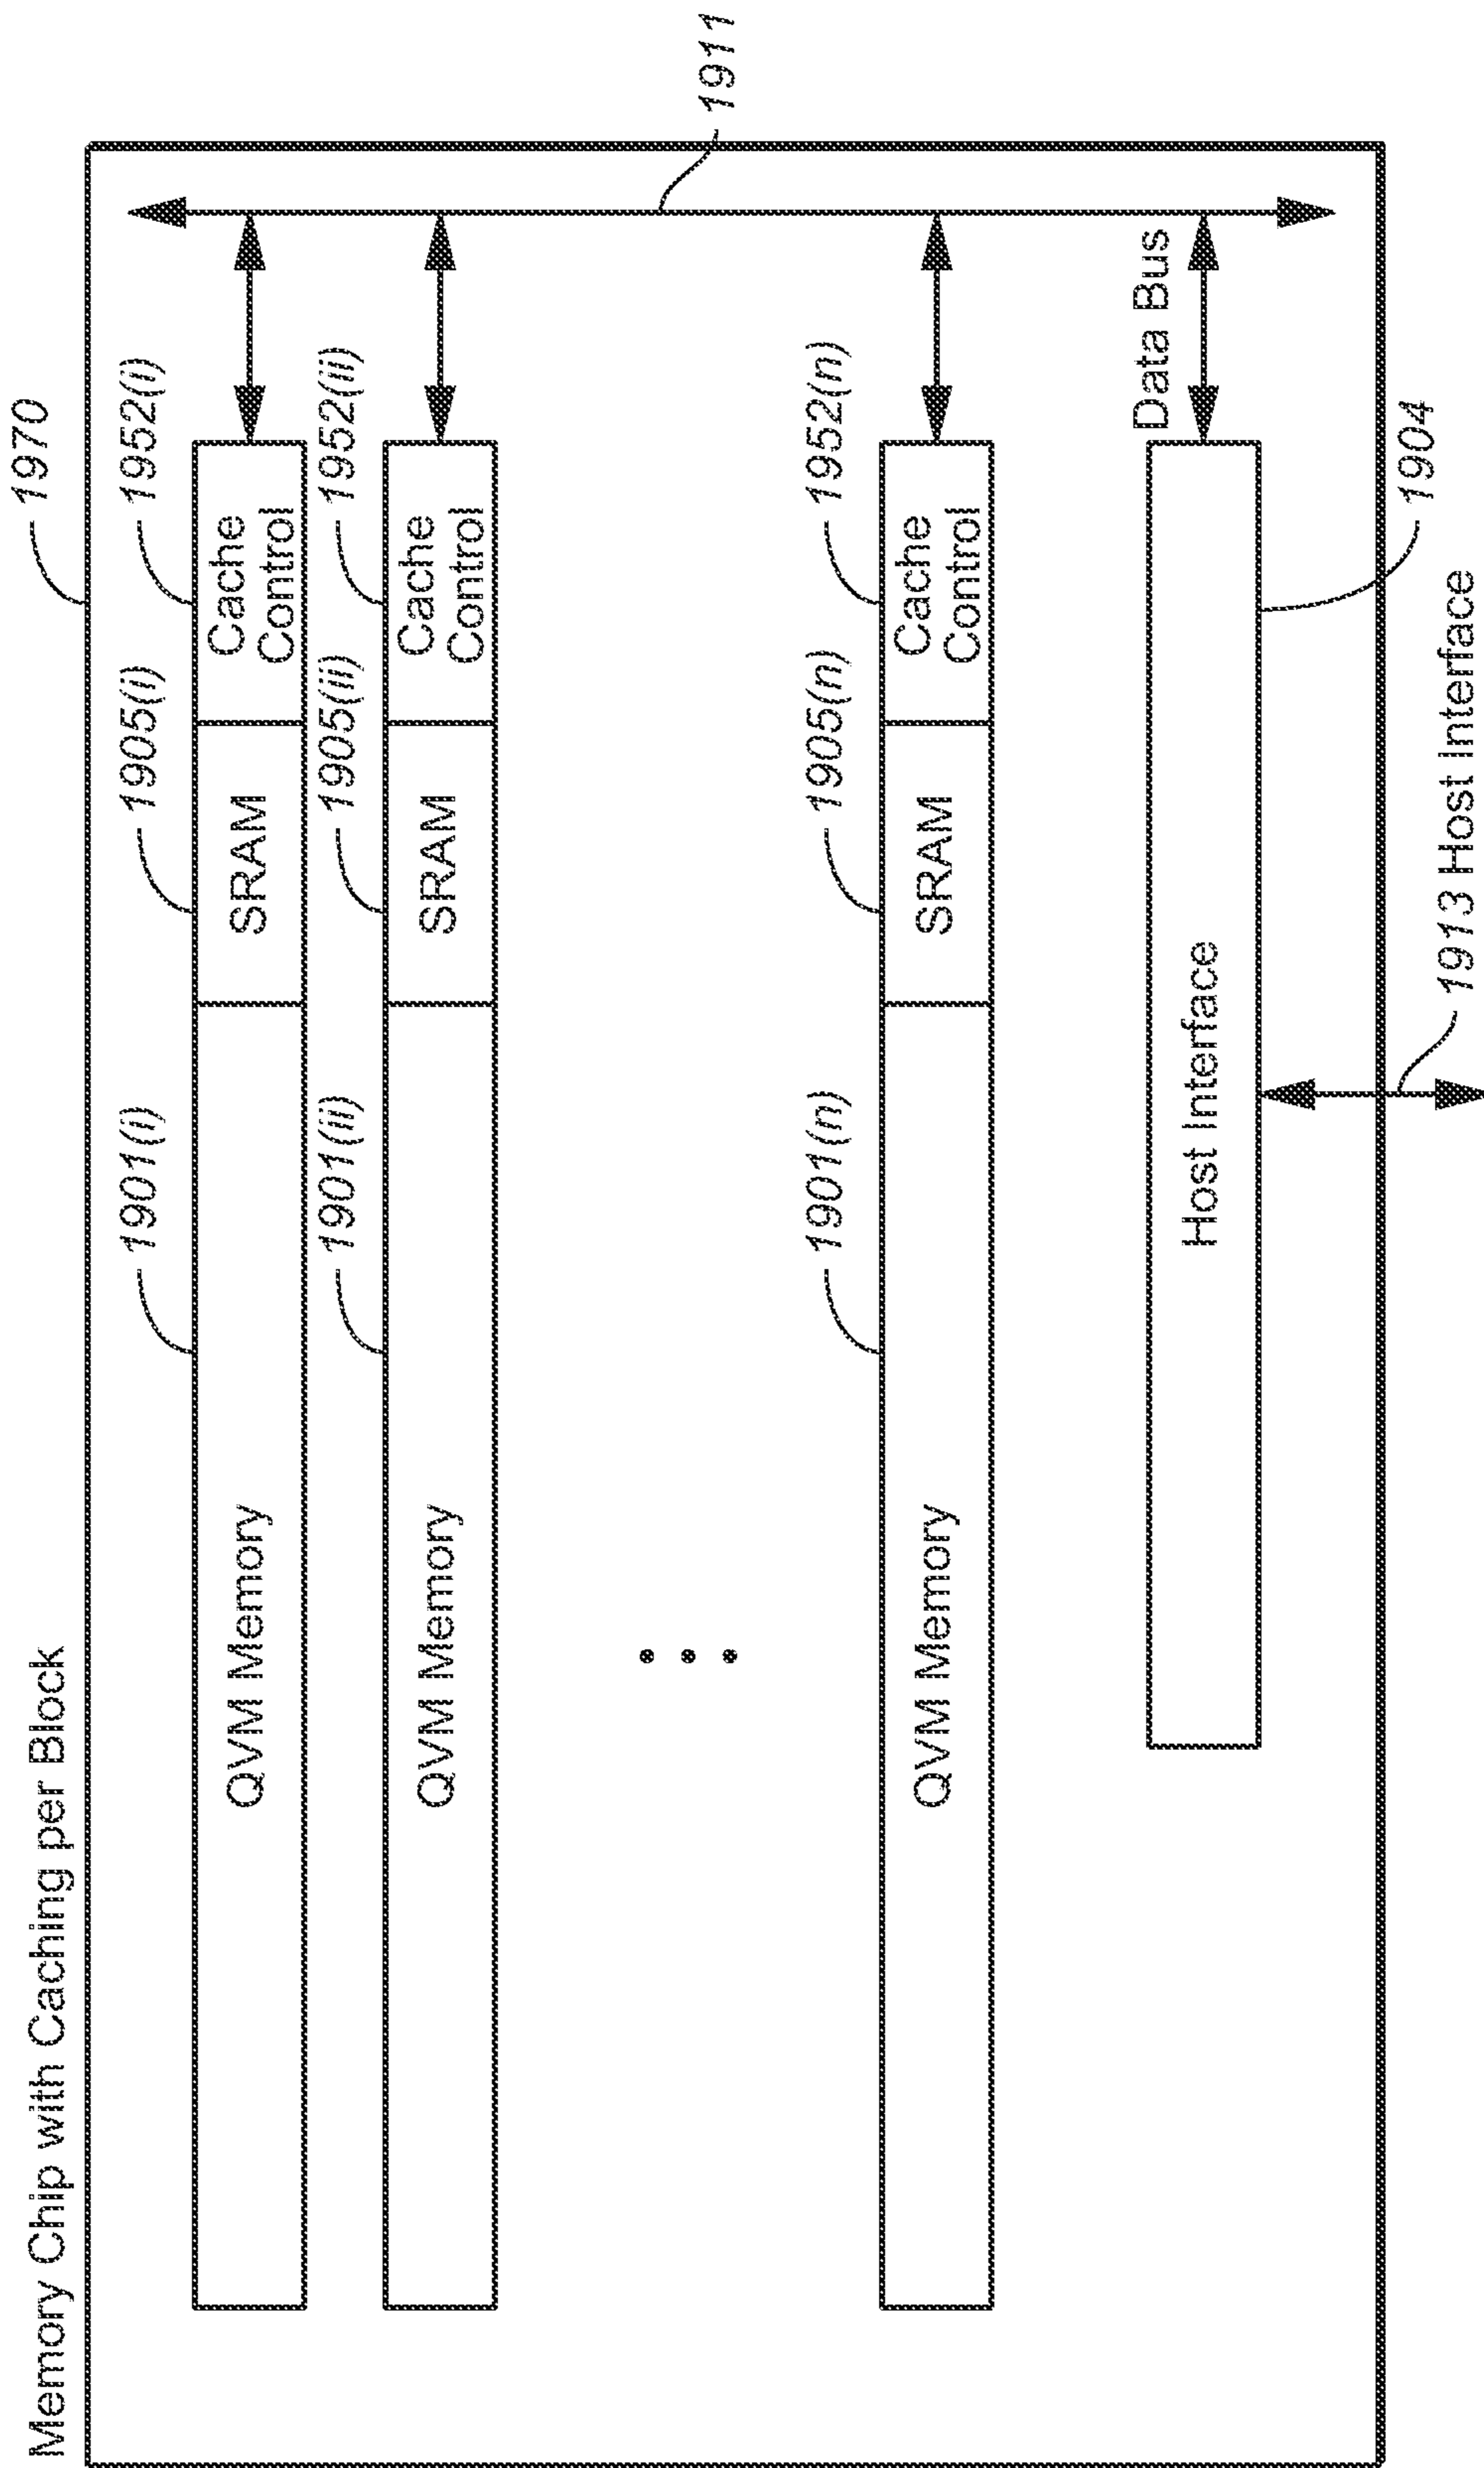 Memory Chip with Caching per Block
1970
1901(i)
1905(i)
1952(i)
QVM Memory
SRAM
Cache
Control
1901(ii)
1905(ii)
1952(ii)
QVM Memory
SRAM
Cache
Control
1911
1901(n)
1905(n)
1952(n)
QVM Memory
SRAM
Cache
Control
Data Bus
Host Interface
1904
1913 Host Interface